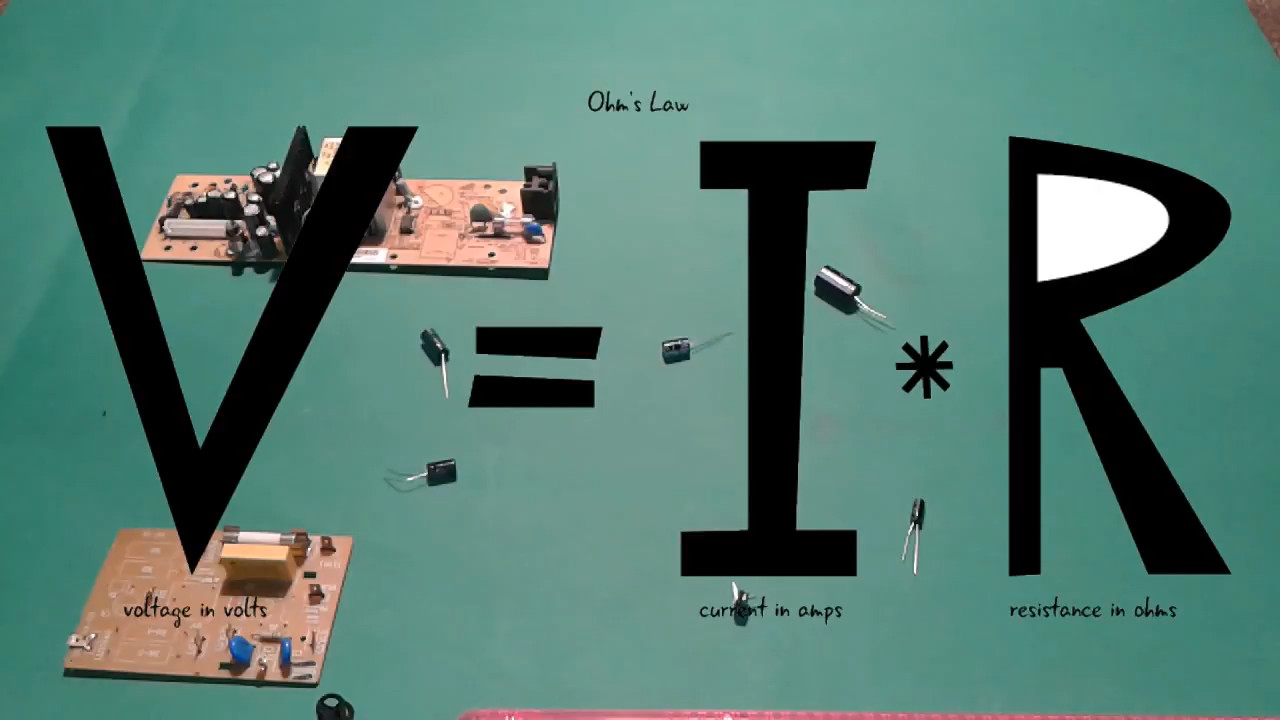 Ohm's Law
V = I * R
voltage in volts
current in amps
resistance in ohms